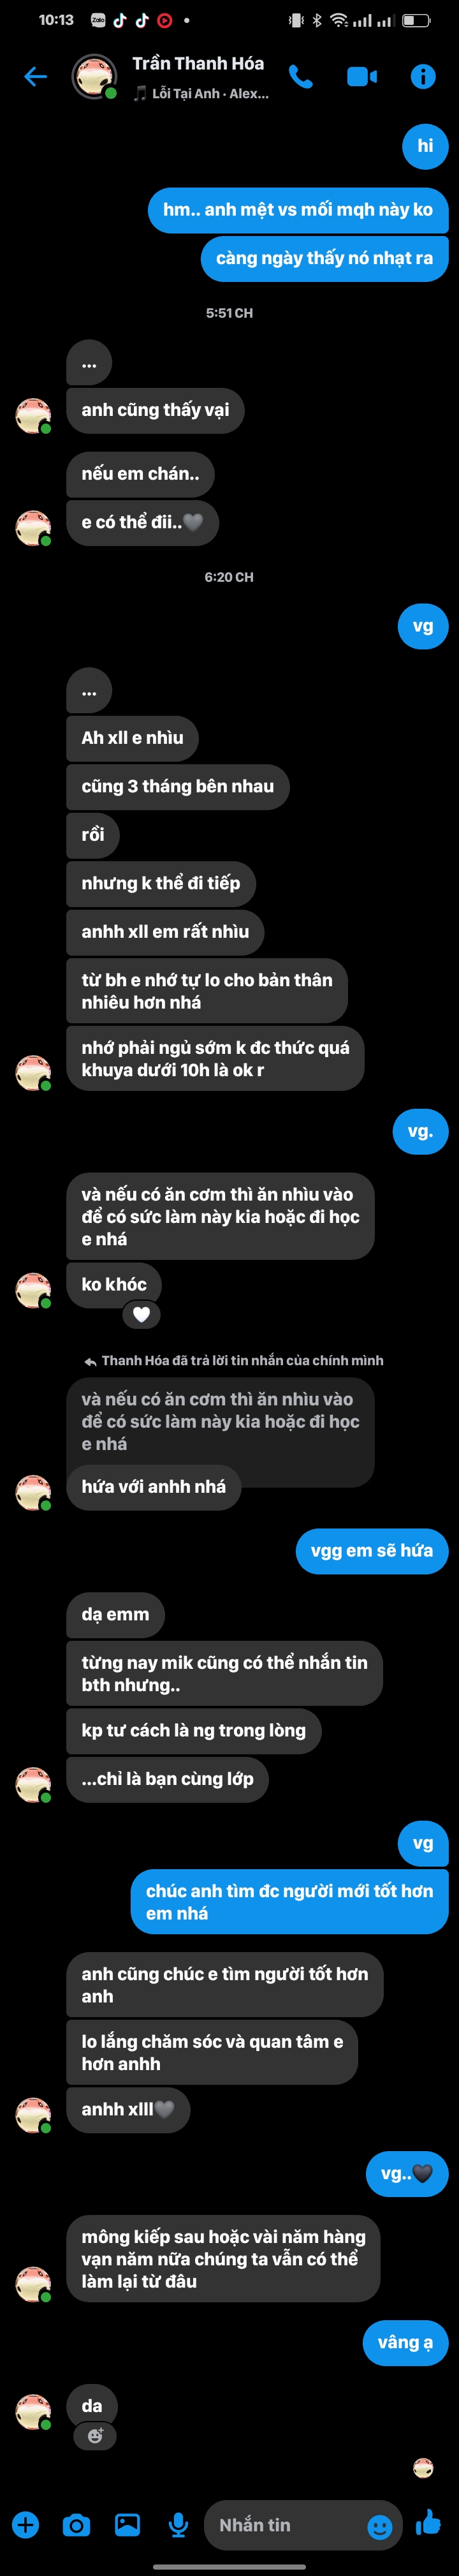 10:13
Zalo
Trần Thanh Hóa
Lỗi Tại Anh · Alex...
hi
hm.. anh mệt vs mối mqh này ko
càng ngày thấy nó nhạt ra
5:51 CH
...
anh cũng thấy vại
nếu em chán..
e có thể đii..🖤
6:20 CH
vg
...
Ah xll e nhìu
cũng 3 tháng bên nhau
rồi
nhưng k thể đi tiếp
anhh xll em rất nhìu
từ bh e nhớ tự lo cho bản thân
nhiêu hơn nhá
nhớ phải ngủ sớm k đc thức quá
khuya dưới 10h là ok r
vg.
và nếu có ăn cơm thì ăn nhìu vào
để có sức làm này kia hoặc đi học
e nhá
ko khóc
🤍
Thanh Hóa đã trả lời tin nhắn của chính mình
và nếu có ăn cơm thì ăn nhìu vào
để có sức làm này kia hoặc đi học
e nhá
hứa với anhh nhá
vgg em sẽ hứa
dạ emm
từng nay mik cũng có thể nhắn tin
bth nhưng..
kp tư cách là ng trong lòng
...chỉ là bạn cùng lớp
vg
chúc anh tìm đc người mới tốt hơn
em nhá
anh cũng chúc e tìm người tốt hơn
anh
lo lắng chăm sóc và quan tâm e
hơn anhh
anhh xlll🖤
vg..🖤
mông kiếp sau hoặc vài năm hàng
vạn năm nữa chúng ta vẫn có thể
làm lại từ đâu
vâng ạ
da
Nhắn tin